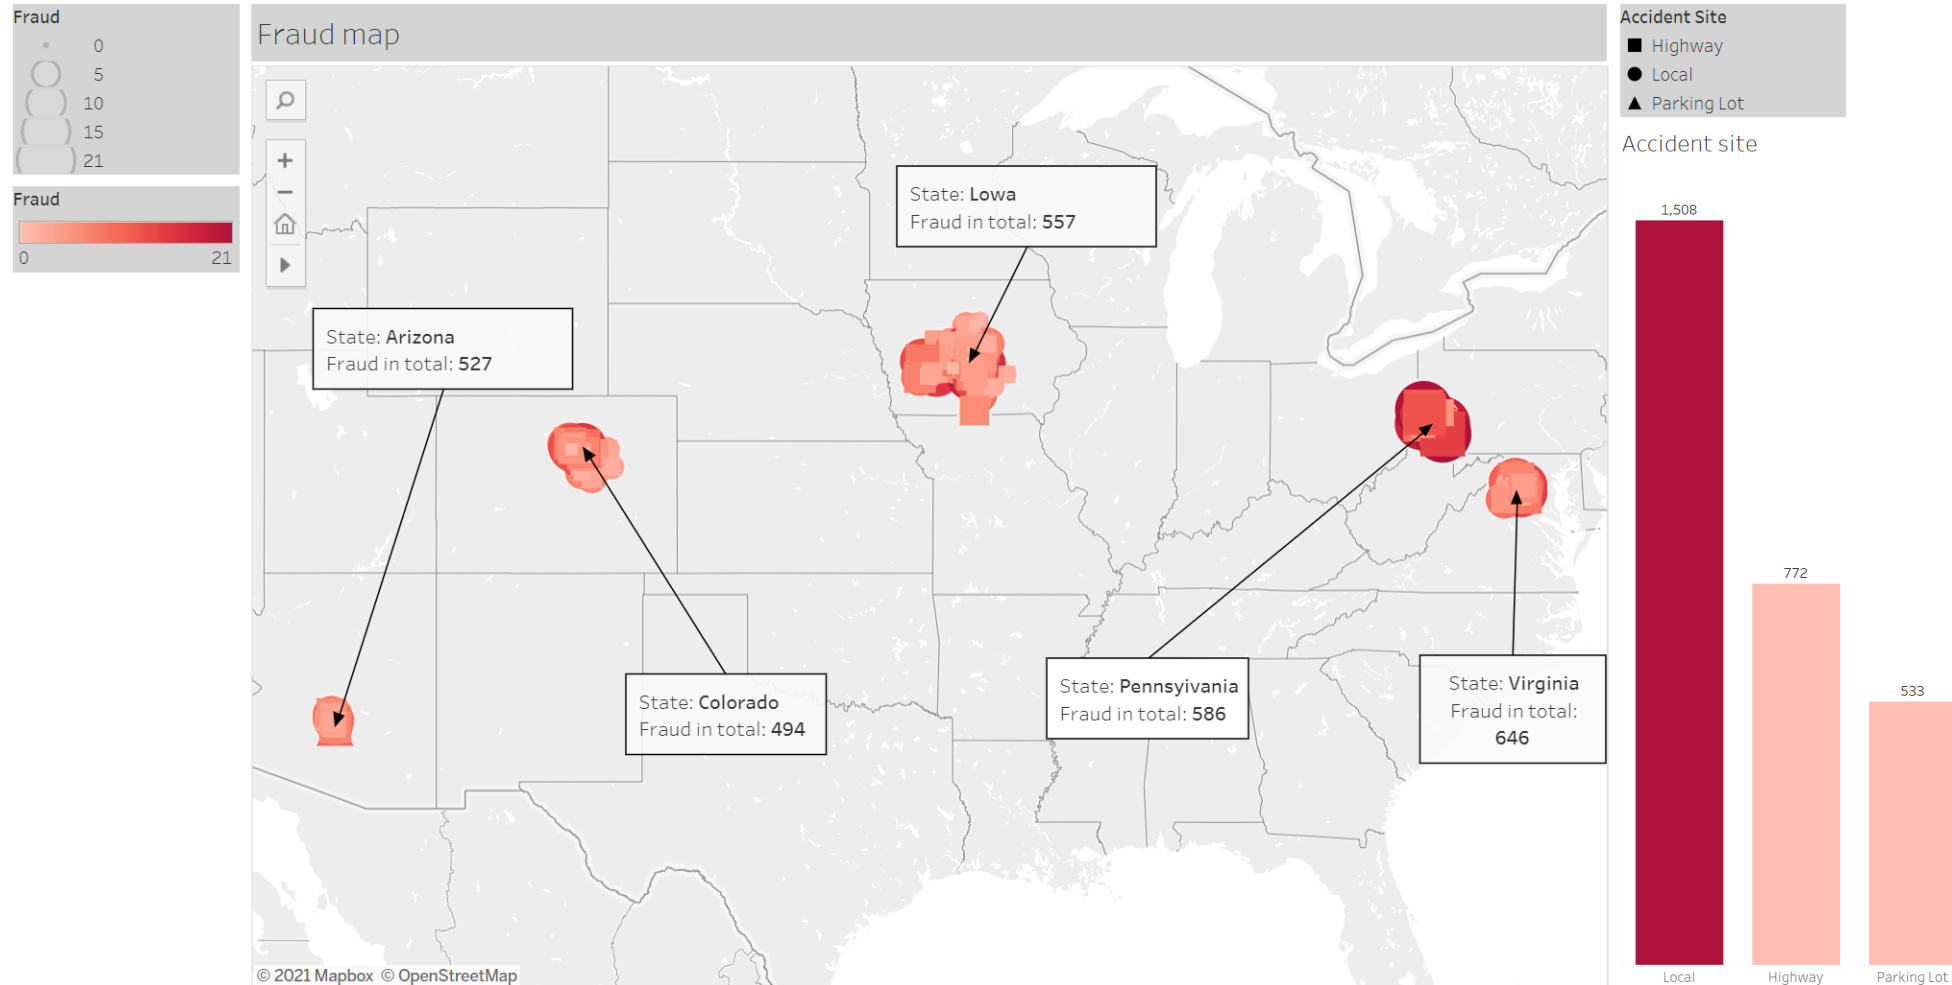 Fraud
0
5
10
15
21
Fraud
0 21
Fraud map
State: Arizona
Fraud in total: 527
State: Lowa
Fraud in total: 557
State: Colorado
Fraud in total: 494
State: Pennsyivania
Fraud in total: 586
State: Virginia
Fraud in total:
646
© 2021 Mapbox © OpenStreetMap
Accident Site
Highway
Local
Parking Lot
Accident site
1,508
772
533
Local Highway Parking Lot